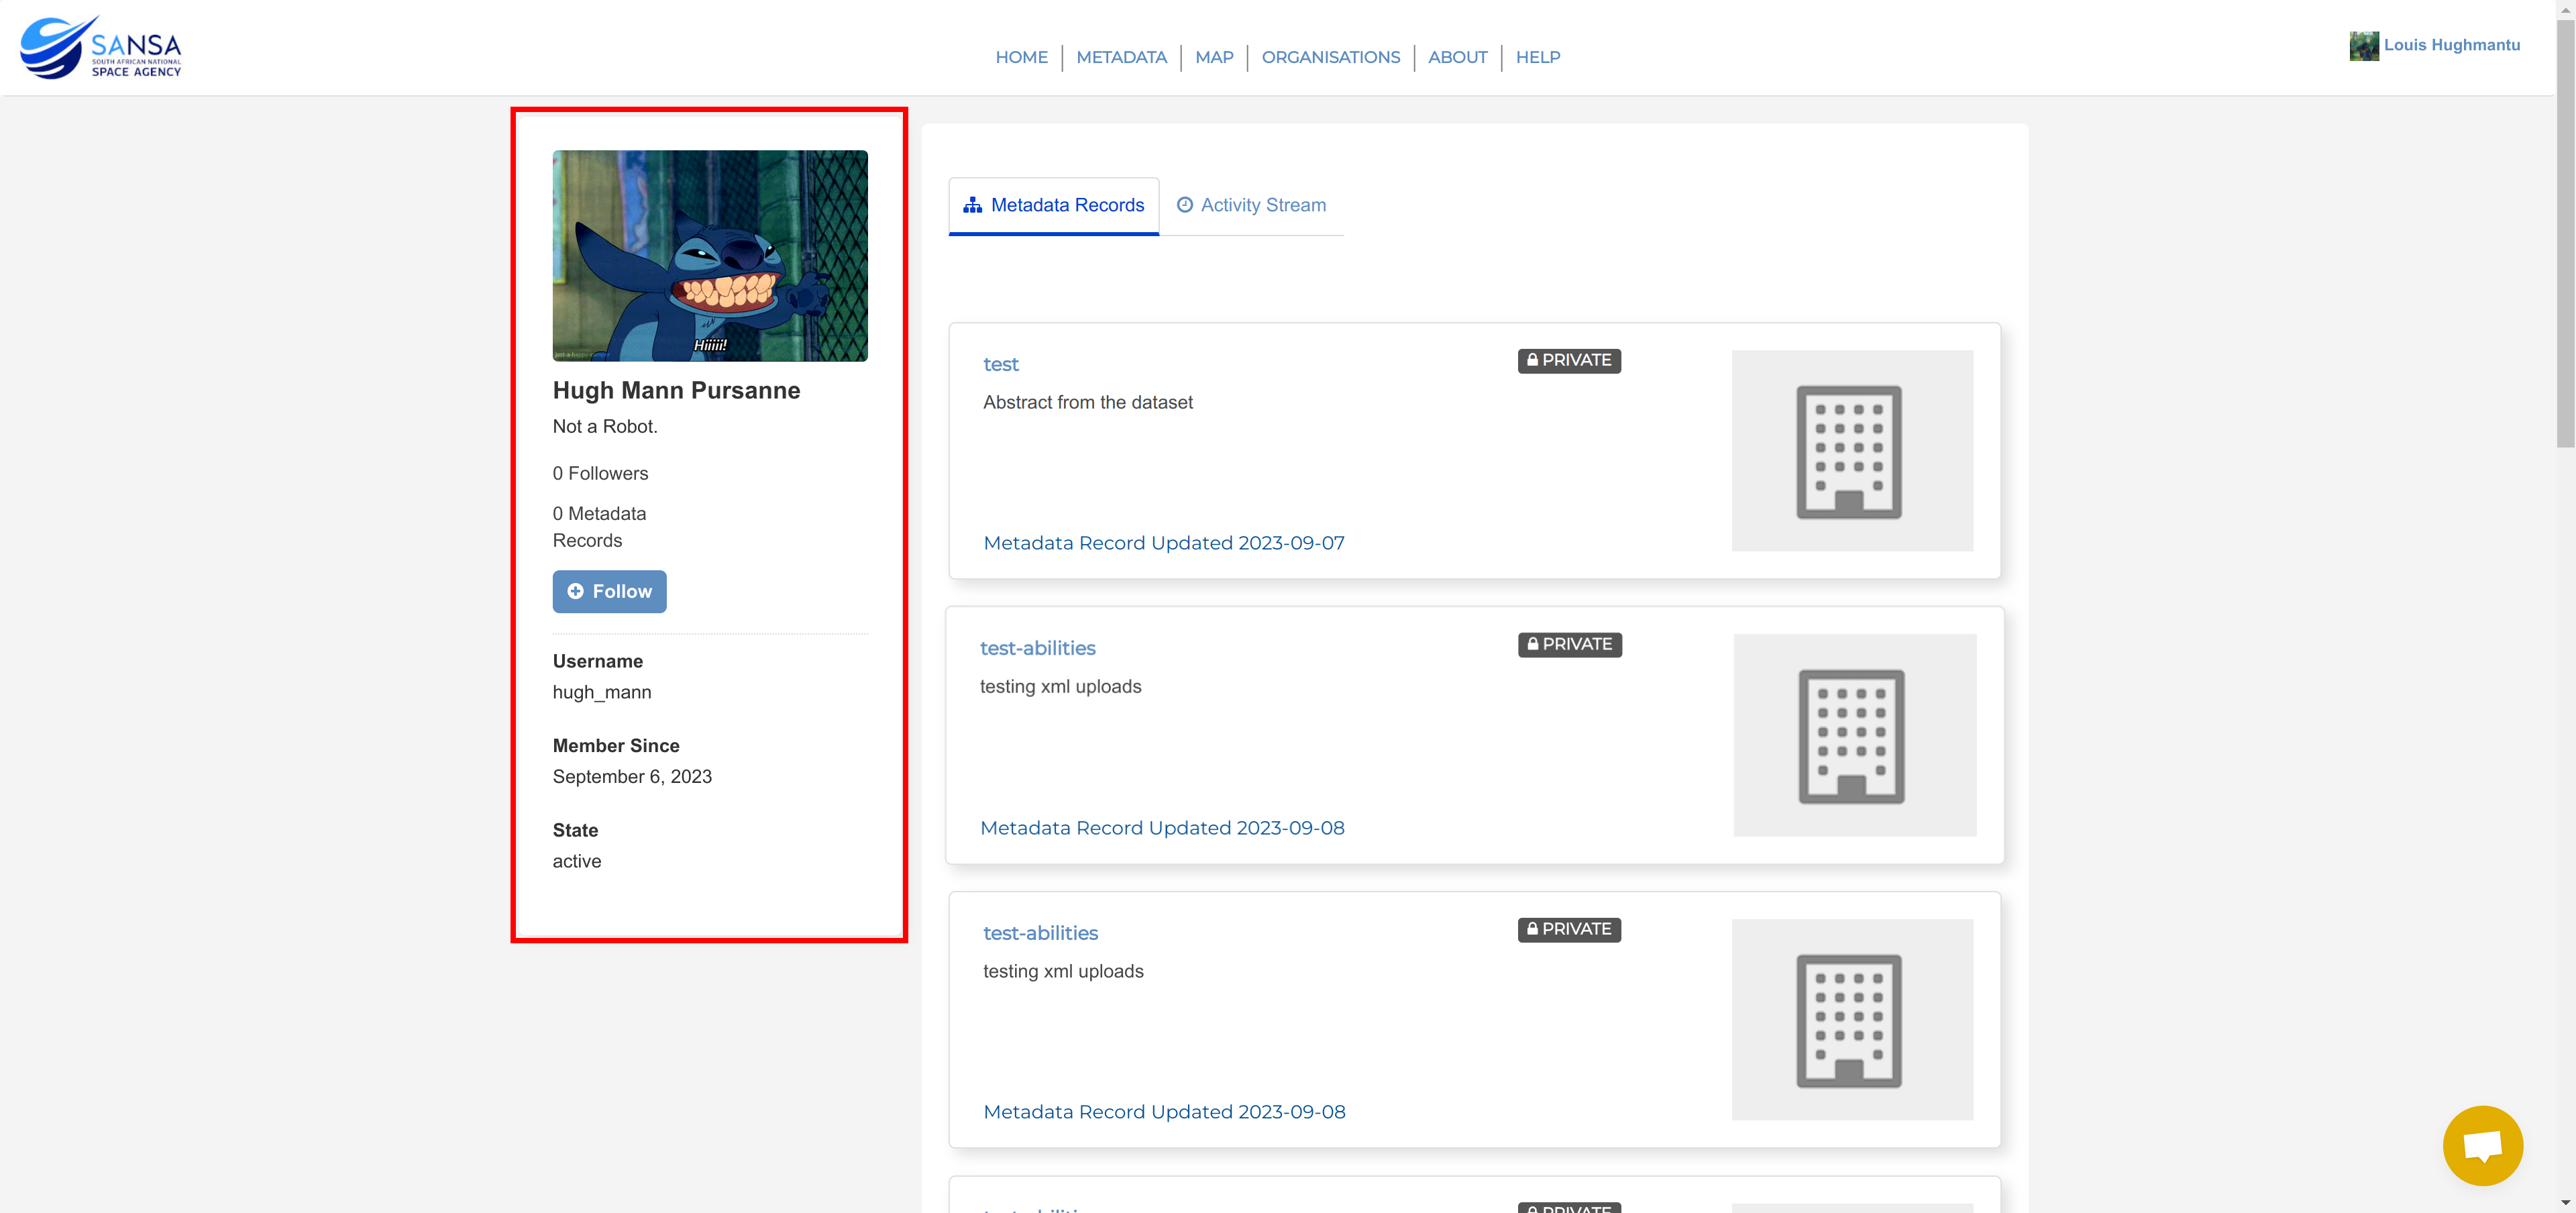 SANSA
SOUTH AFRICAN NATIONAL
SPACE AGENCY
HOME
METADATA
MAP
ORGANISATIONS
ABOUT
HELP
Louis Hughmantu
Hiiiii!
Hugh Mann Pursanne
Not a Robot.
0 Followers
0 Metadata
Records
Follow
Username
hugh_mann
Member Since
September 6, 2023
State
active
Metadata Records
Activity Stream
test
PRIVATE
Abstract from the dataset
Metadata Record Updated 2023-09-07
test-abilities
PRIVATE
testing xml uploads
Metadata Record Updated 2023-09-08
test-abilities
PRIVATE
testing xml uploads
Metadata Record Updated 2023-09-08
PRIVATE